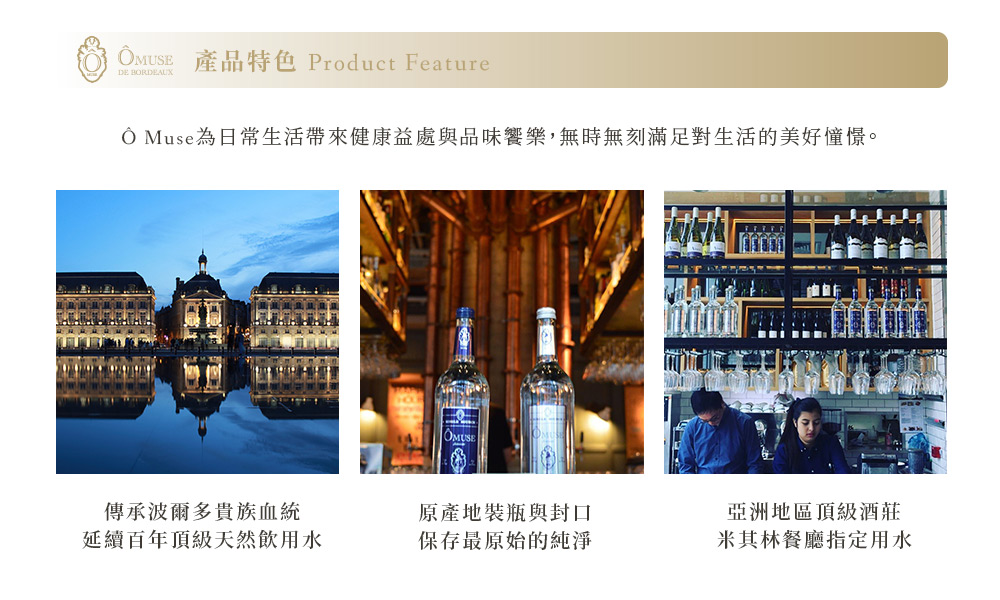 ÔMUSE
DE BORDEAUX
產品特色 Product Feature
Ô Muse為日常生活帶來健康益處與品味饗樂，無時無刻滿足對生活的美好憧憬。
ÔMUSE
ÔMUSE
傳承波爾多貴族血統
延續百年頂級天然飲用水
原產地裝瓶與封口
保存最原始的純淨
亞洲地區頂級酒莊
米其林餐廳指定用水